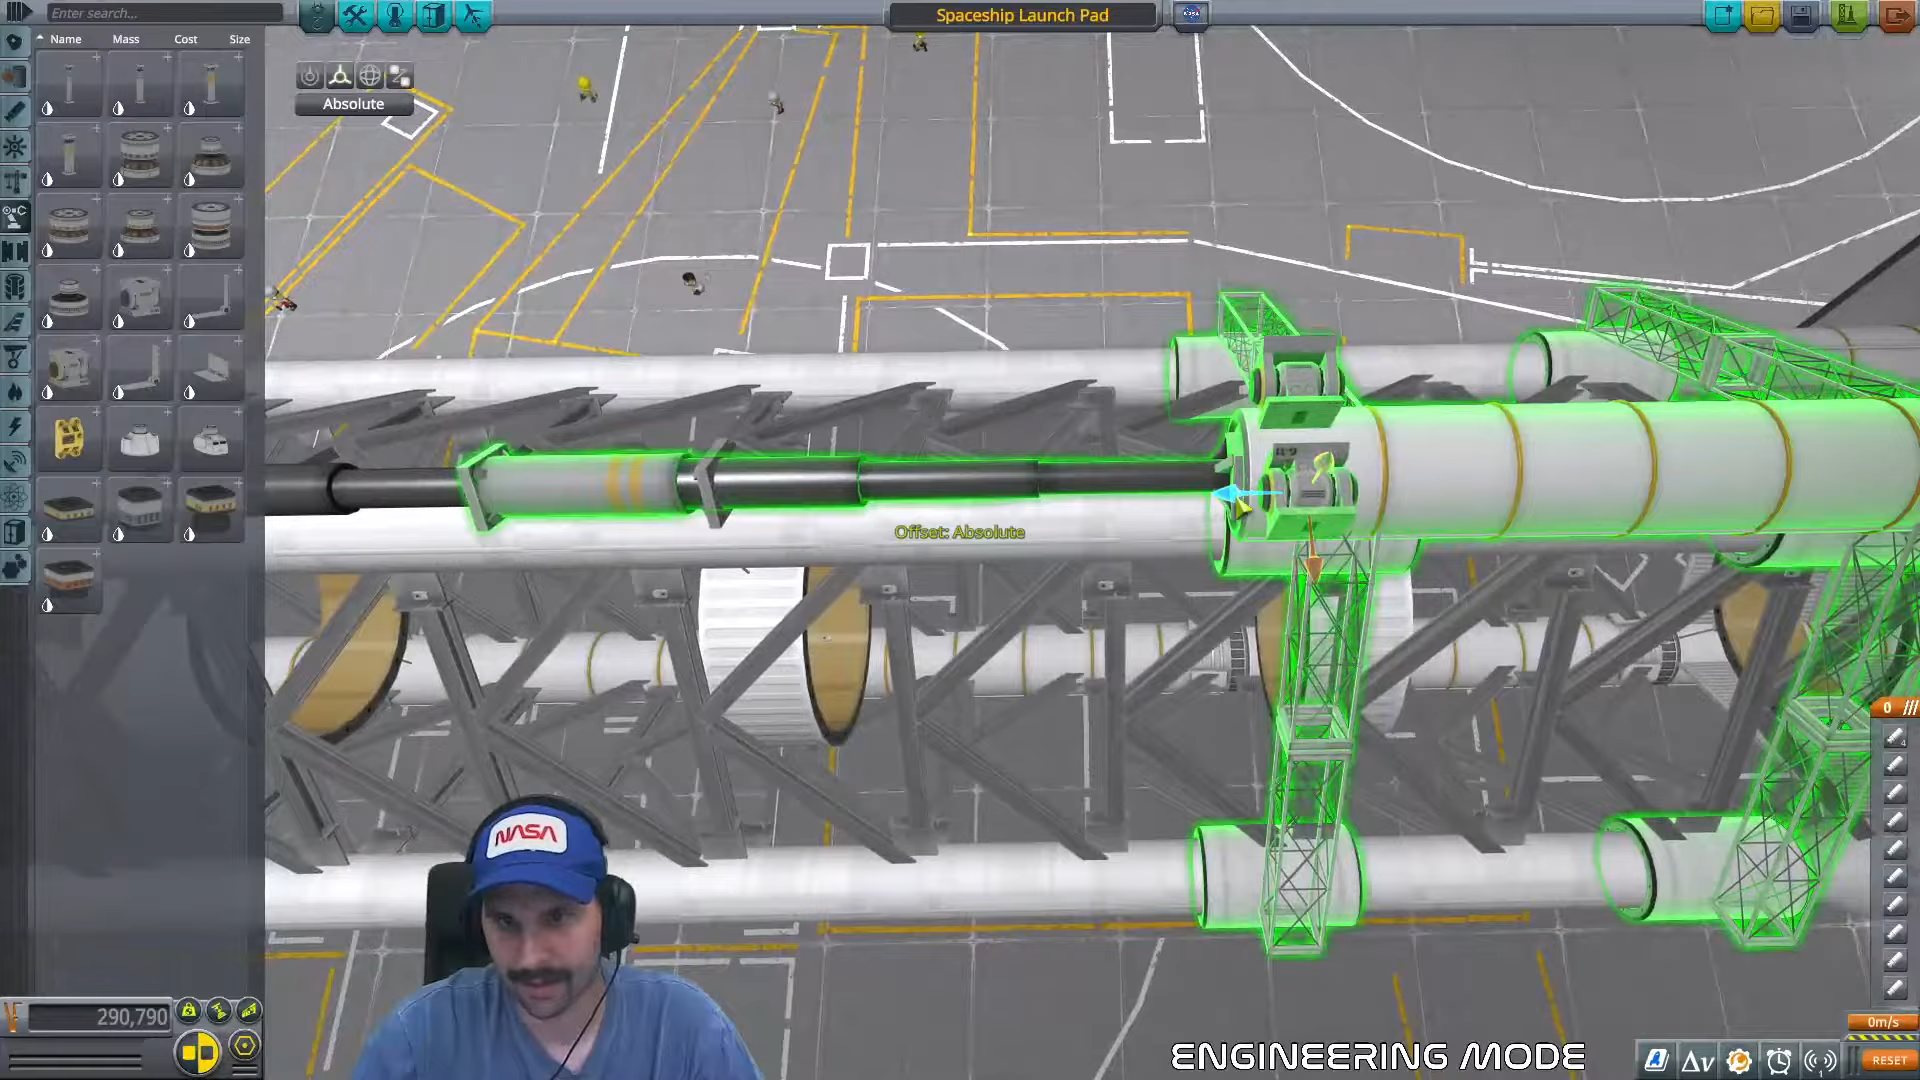 Enter search...
Spaceship Launch Pad
Name Mass Cost Size
Absolute
Offset: Absolute
0
NASA
290,790
0m/s
ENGINEERING MODE
Δv
RESET